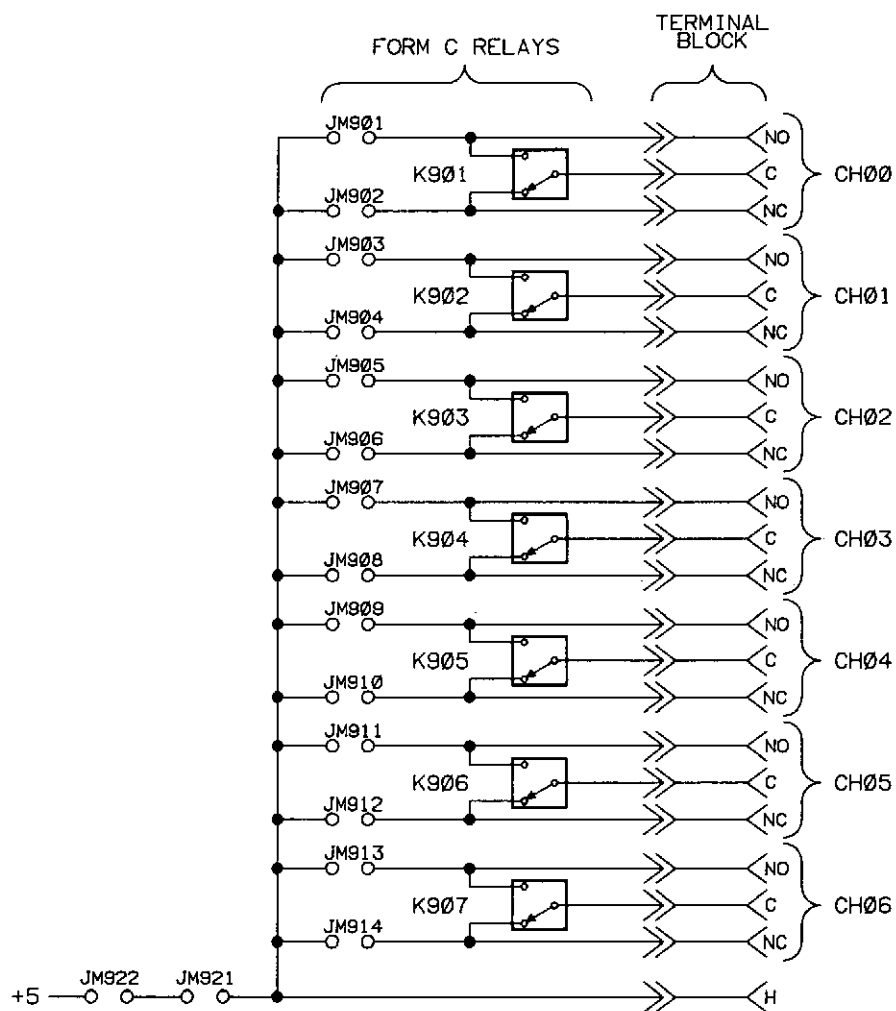 TERMINAL
BLOCK
FORM C RELAYS
JM901
NO
K901
C
CH00
JM902
NC
JM903
NO
K902
C
CH01
JM904
NC
JM905
NO
K903
C
CH02
JM906
NC
JM907
NO
K904
C
CH03
JM908
NC
JM909
NO
K905
C
CH04
JM910
NC
JM911
NO
K906
C
CH05
JM912
NC
JM913
NO
K907
C
CH06
JM914
NC
+5
JM922
JM921
H